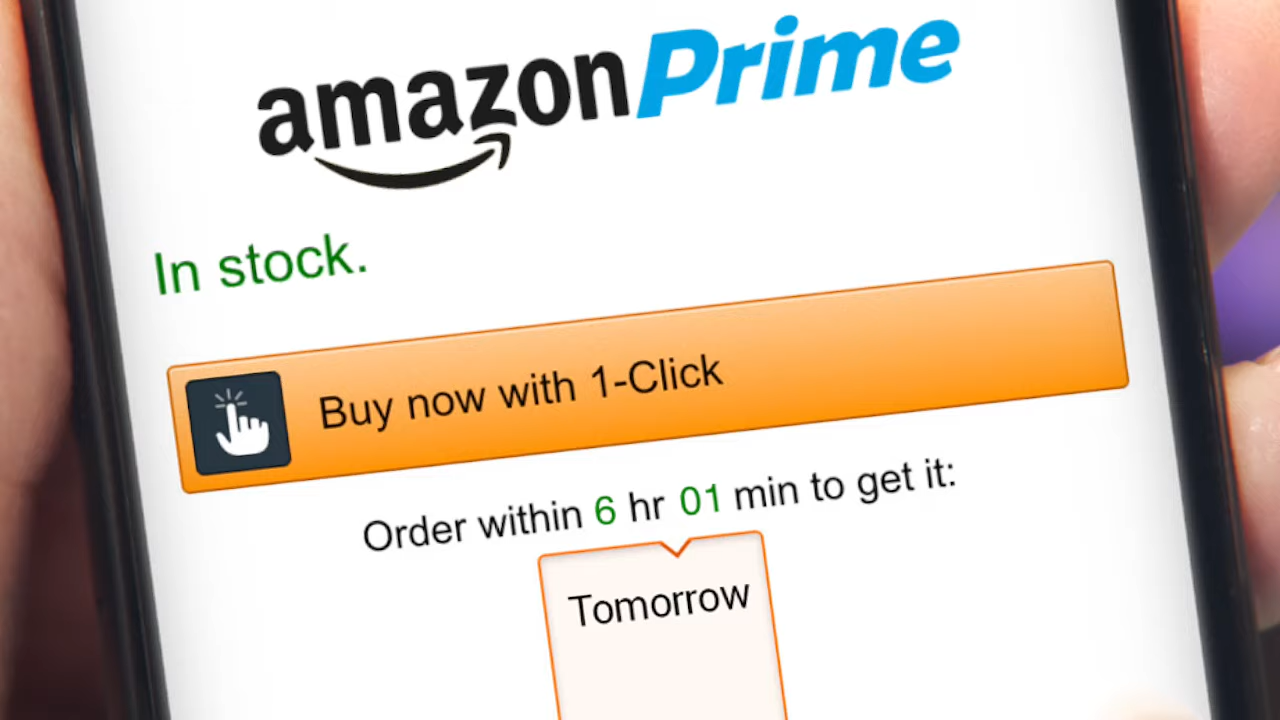 amazonPrime
In stock.
Buy now with 1-Click
Order within 6 hr 01 min to get it:
Tomorrow